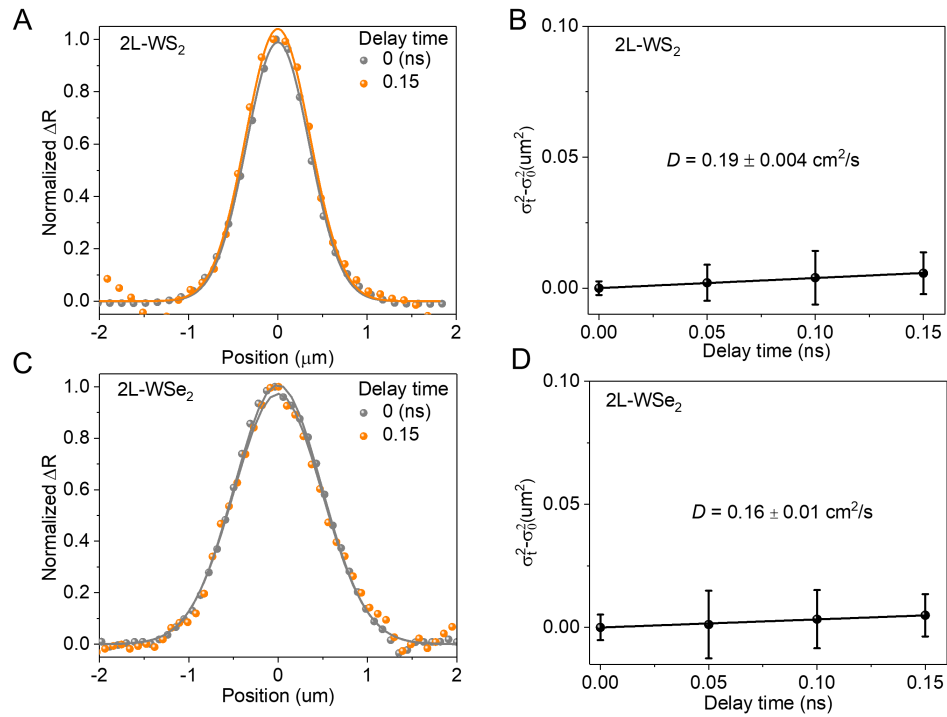 A
2L-WS₂
Delay time
0 (ns)
0.15
1.0
0.8
0.6
0.4
0.2
0.0
Normalized ΔR
-2
-1
0
1
2
Position (μm)
B
2L-WS₂
0.10
0.05
0.00
σₜ²-σ₀²(um²)
D = 0.19 ± 0.004 cm²/s
0.00
0.05
0.10
0.15
Delay time (ns)
C
2L-WSe₂
Delay time
0 (ns)
0.15
1.0
0.8
0.6
0.4
0.2
0.0
Normalized ΔR
-2
-1
0
1
2
Position (um)
D
2L-WSe₂
0.10
0.05
0.00
σₜ²-σ₀²(um²)
D = 0.16 ± 0.01 cm²/s
0.00
0.05
0.10
0.15
Delay time (ns)